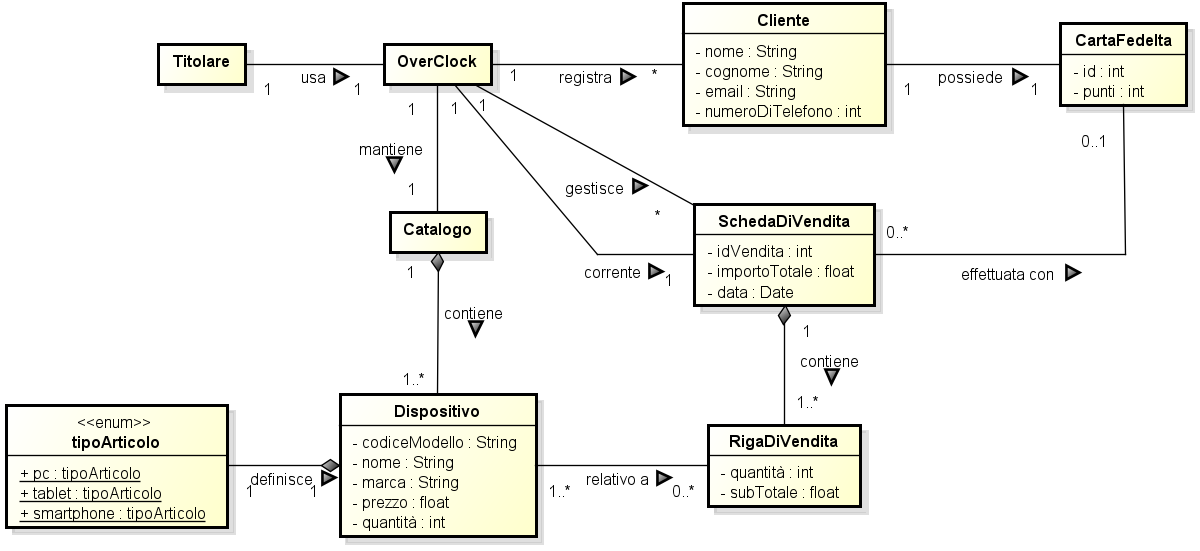 Cliente
- nome : String
- cognome : String
- email : String
- numeroDiTelefono : int
CartaFedelta
- id : int
- punti : int
Titolare
OverClock
usa
1
1
1
registra
*
1
possiede
1
1
1
1
mantiene
1
gestisce
*
corrente
1
0..1
Catalogo
1
SchedaDiVendita
- idVendita : int
- importoTotale : float
- data : Date
0..*
effettuata con
contiene
1..*
1
contiene
1..*
<<enum>>
tipoArticolo
+ pc : tipoArticolo
+ tablet : tipoArticolo
+ smartphone : tipoArticolo
definisce
1
1
Dispositivo
- codiceModello : String
- nome : String
- marca : String
- prezzo : float
- quantità : int
1..*
relativo a
0..*
RigaDiVendita
- quantità : int
- subTotale : float